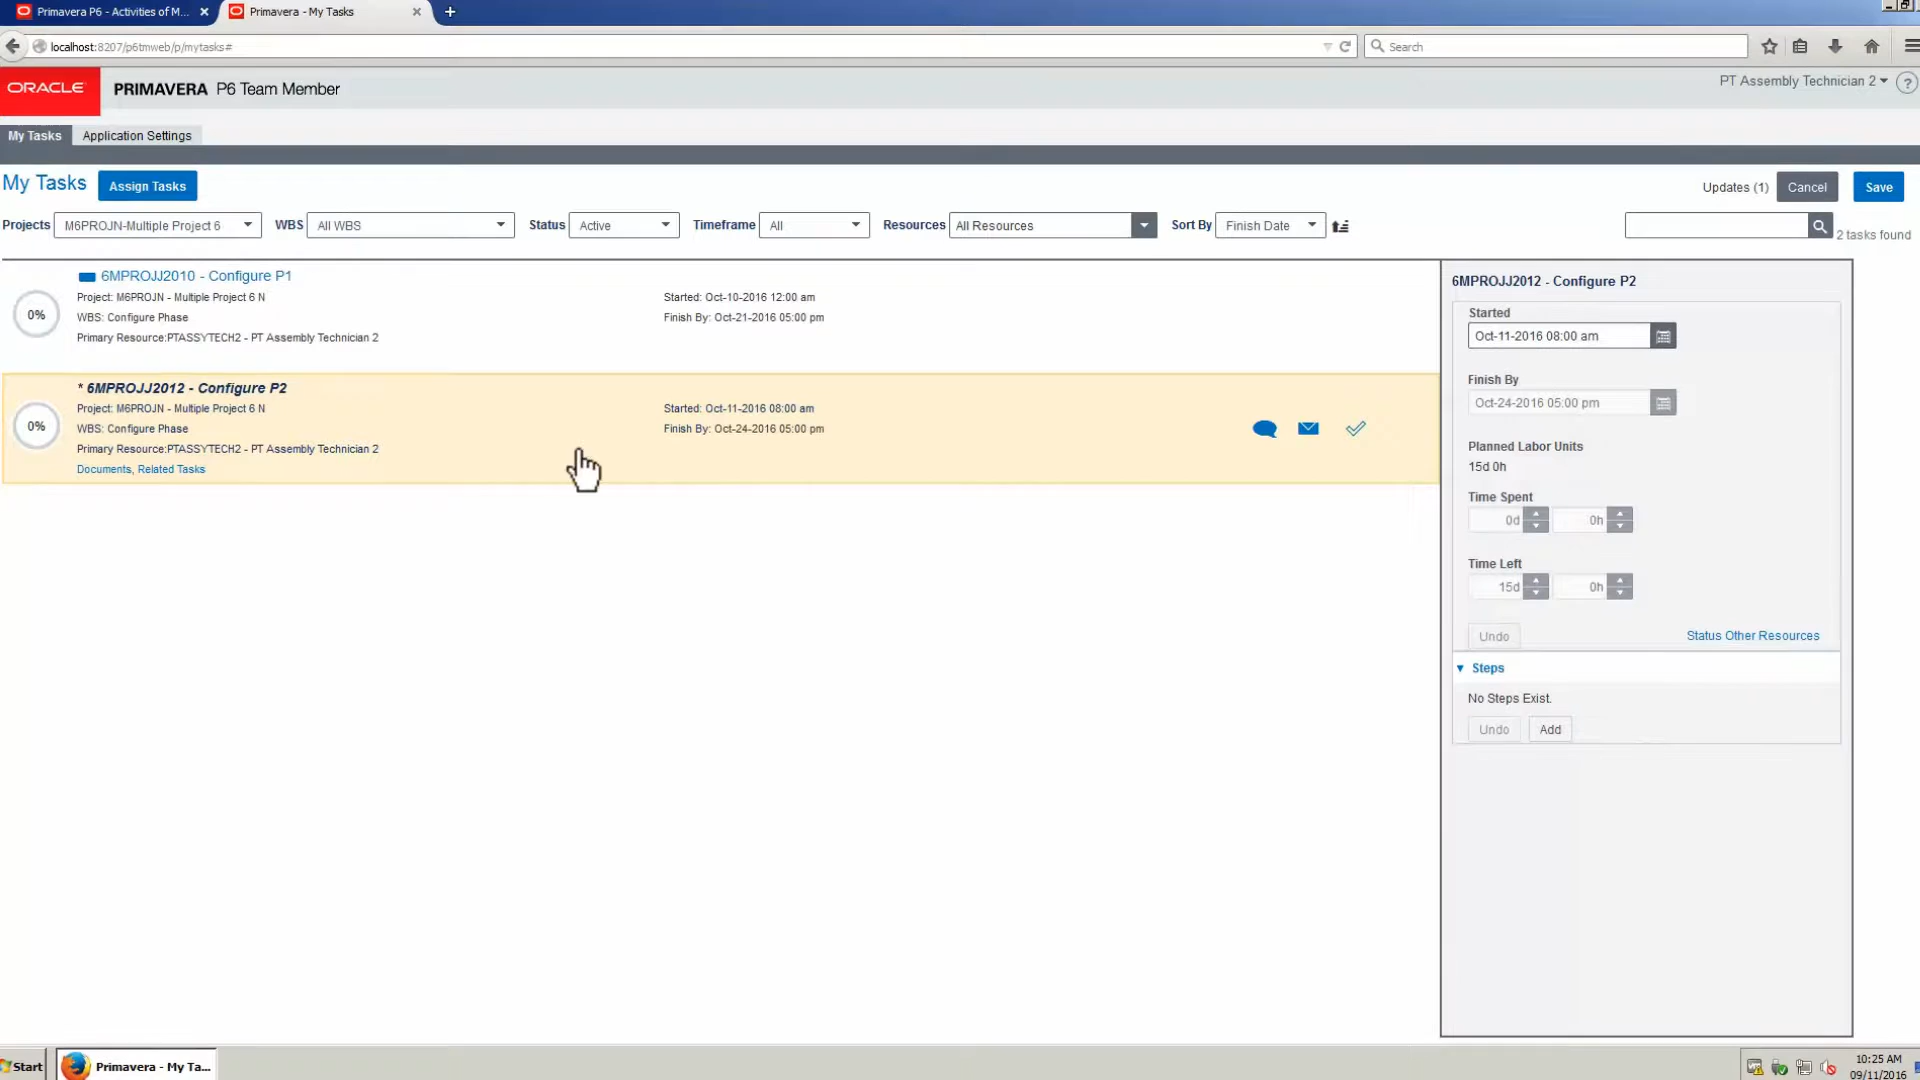 Primavera P6 - Activities of M...
Primavera - My Tasks
localhost:8207/p6tmweb/p/mytasks#
Search
ORACLE
PRIMAVERA P6 Team Member
PT Assembly Technician 2
?
My Tasks
Application Settings
My Tasks
Assign Tasks
Updates (1)
Cancel
Save
Projects
M6PROJN-Multiple Project 6
WBS
All WBS
Status
Active
Timeframe
All
Resources
All Resources
Sort By
Finish Date
2 tasks found
0%
6MPROJJ2010 - Configure P1
Project: M6PROJN - Multiple Project 6 N
WBS: Configure Phase
Primary Resource:PTASSYTECH2 - PT Assembly Technician 2
Started: Oct-10-2016 12:00 am
Finish By: Oct-21-2016 05:00 pm
0%
* 6MPROJJ2012 - Configure P2
Project: M6PROJN - Multiple Project 6 N
WBS: Configure Phase
Primary Resource:PTASSYTECH2 - PT Assembly Technician 2
Documents, Related Tasks
Started: Oct-11-2016 08:00 am
Finish By: Oct-24-2016 05:00 pm
6MPROJJ2012 - Configure P2
Started
Oct-11-2016 08:00 am
Finish By
Oct-24-2016 05:00 pm
Planned Labor Units
15d 0h
Time Spent
0d 0h
Time Left
15d 0h
Undo
Status Other Resources
Steps
No Steps Exist.
Undo
Add
Start
Primavera - My Ta...
10:25 AM
09/11/2016